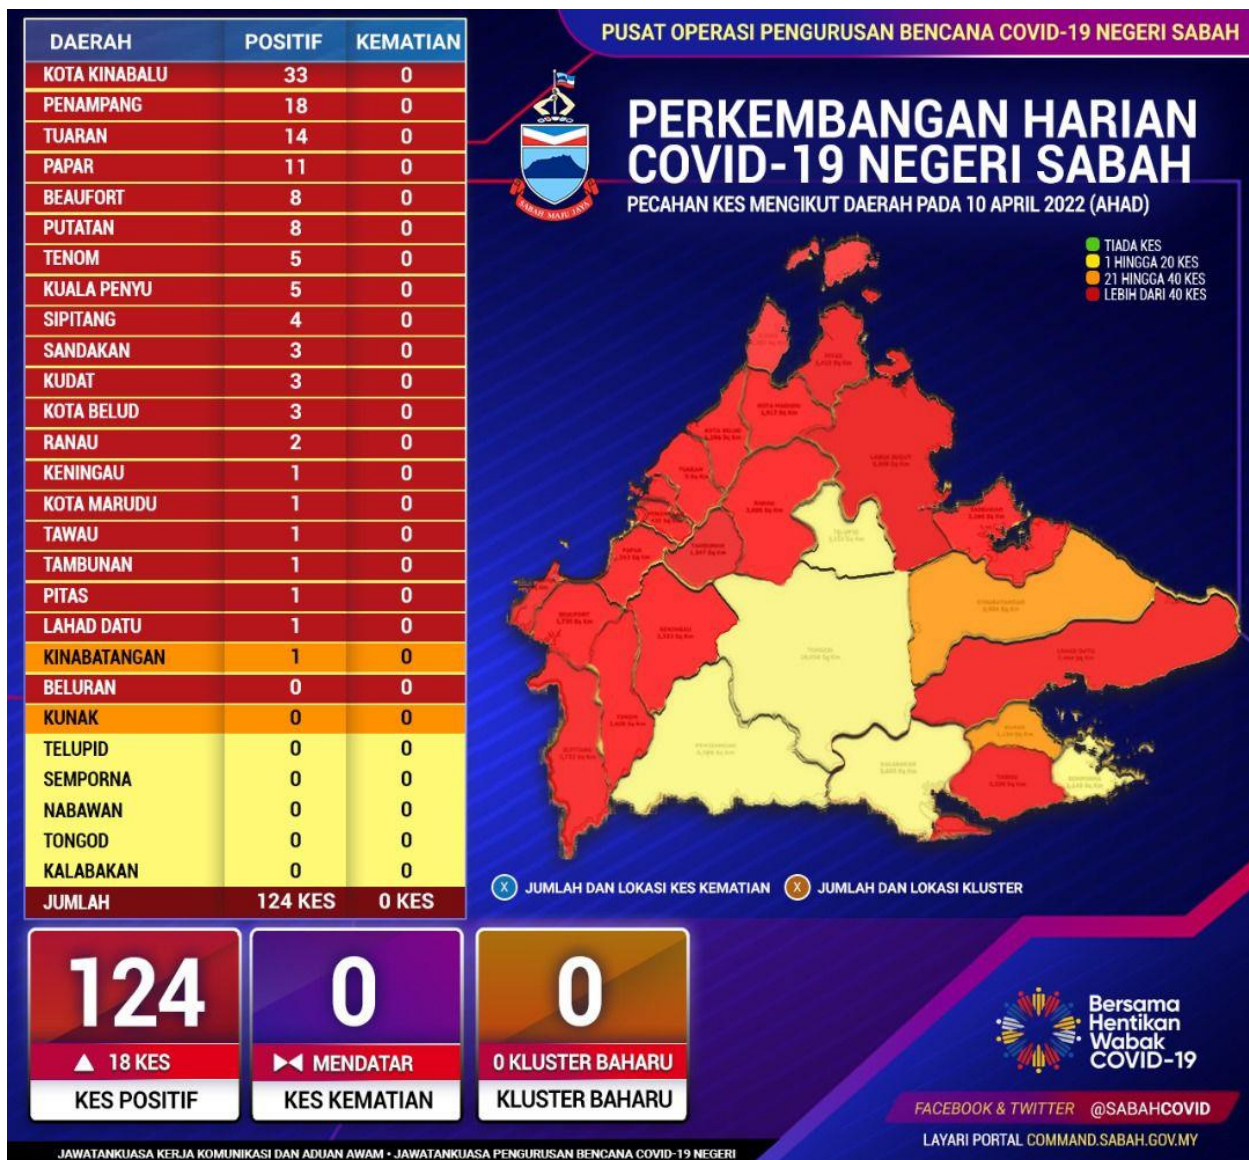 DAERAH POSITIF KEMATIAN
KOTA KINABALU 33 0
PENAMPANG 18 0
TUARAN 14 0
PAPAR 11 0
BEAUFORT 8 0
PUTATAN 8 0
TENOM 5 0
KUALA PENYU 5 0
SIPITANG 4 0
SANDAKAN 3 0
KUDAT 3 0
KOTA BELUD 3 0
RANAU 2 0
KENINGAU 1 0
KOTA MARUDU 1 0
TAWAU 1 0
TAMBUNAN 1 0
PITAS 1 0
LAHAD DATU 1 0
KINABATANGAN 1 0
BELURAN 0 0
KUNAK 0 0
TELUPID 0 0
SEMPORNA 0 0
NABAWAN 0 0
TONGOD 0 0
KALABAKAN 0 0
JUMLAH 124 KES 0 KES
PUSAT OPERASI PENGURUSAN BENCANA COVID-19 NEGERI SABAH
SABAH MAJU JAYA
PERKEMBANGAN HARIAN
COVID-19 NEGERI SABAH
PECAHAN KES MENGIKUT DAERAH PADA 10 APRIL 2022 (AHAD)
TIADA KES
1 HINGGA 20 KES
21 HINGGA 40 KES
LEBIH DARI 40 KES
X JUMLAH DAN LOKASI KES KEMATIAN
X JUMLAH DAN LOKASI KLUSTER
124
18 KES
KES POSITIF
0
MENDATAR
KES KEMATIAN
0
0 KLUSTER BAHARU
KLUSTER BAHARU
Bersama
Hentikan
Wabak
COVID-19
FACEBOOK & TWITTER @SABAHCOVID
LAYARI PORTAL COMMAND.SABAH.GOV.MY
JAWATANKUASA KERJA KOMUNIKASI DAN ADUAN AWAM • JAWATANKUASA PENGURUSAN BENCANA COVID-19 NEGERI